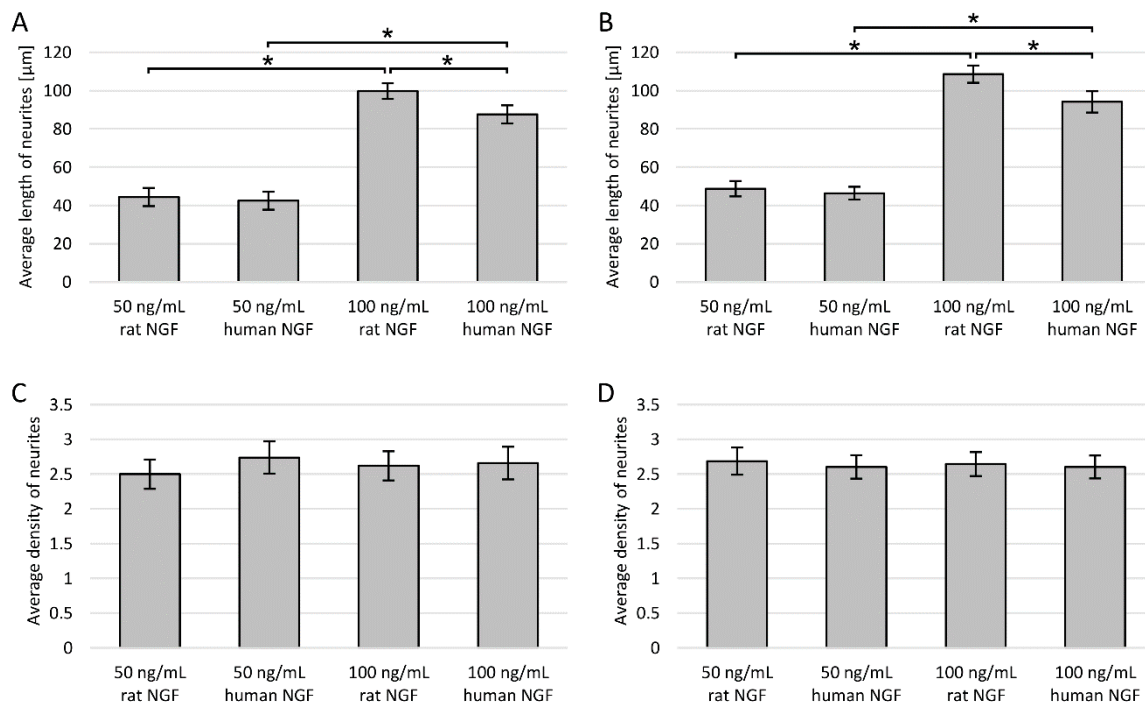 A
Average length of neurites [µm]
120
100
80
60
40
20
0
*
*
*
50 ng/mL
rat NGF
50 ng/mL
human NGF
100 ng/mL
rat NGF
100 ng/mL
human NGF
B
Average length of neurites [µm]
120
100
80
60
40
20
0
*
*
*
50 ng/mL
rat NGF
50 ng/mL
human NGF
100 ng/mL
rat NGF
100 ng/mL
human NGF
C
Average density of neurites
3.5
3
2.5
2
1.5
1
0.5
0
50 ng/mL
rat NGF
50 ng/mL
human NGF
100 ng/mL
rat NGF
100 ng/mL
human NGF
D
Average density of neurites
3.5
3
2.5
2
1.5
1
0.5
0
50 ng/mL
rat NGF
50 ng/mL
human NGF
100 ng/mL
rat NGF
100 ng/mL
human NGF